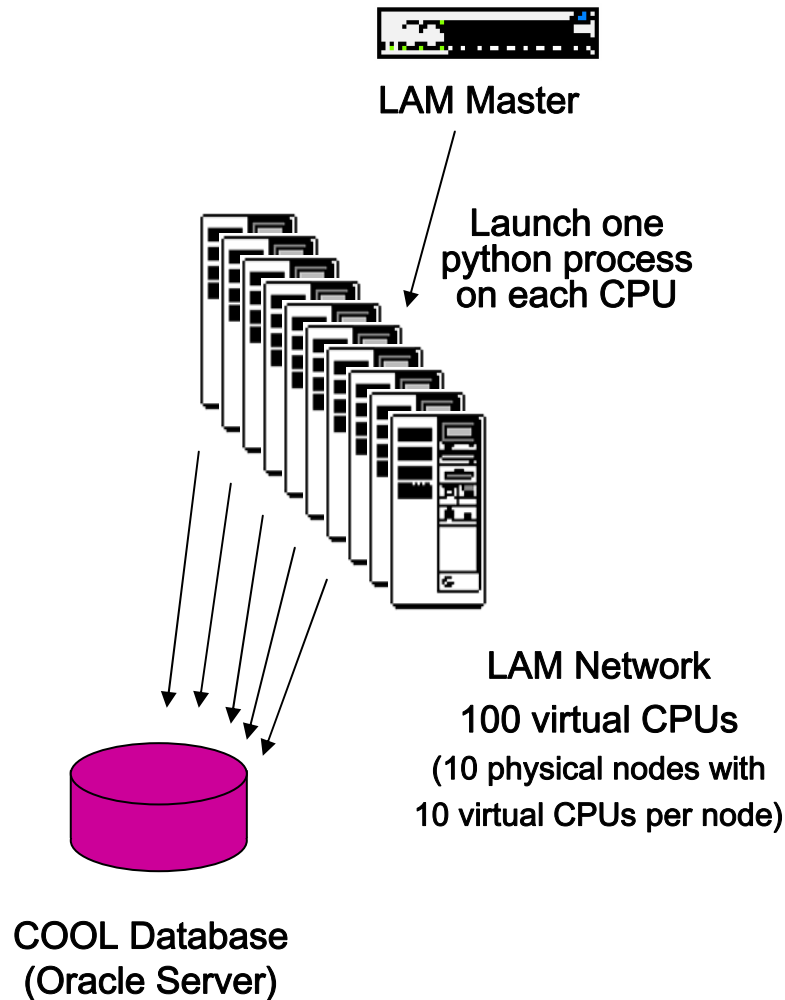 LAM Master
Launch one
python process
on each CPU
LAM Network
100 virtual CPUs
(10 physical nodes with
10 virtual CPUs per node)
COOL Database
(Oracle Server)